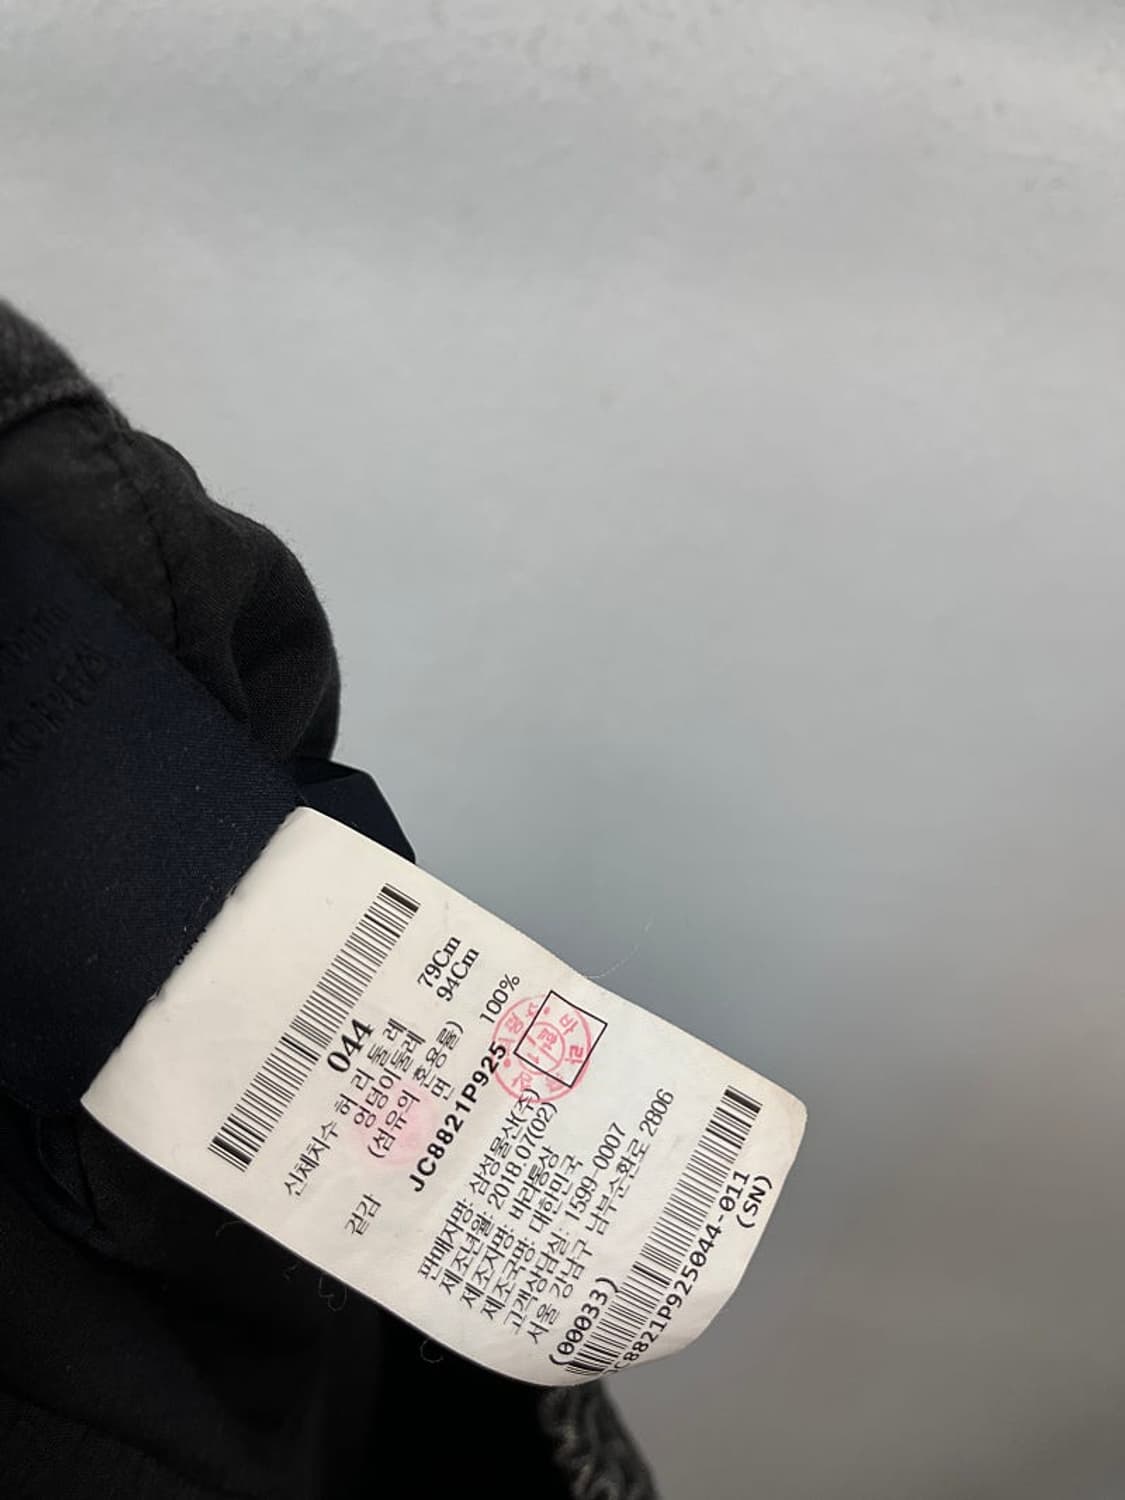 044
신체치수 허리둘레 79Cm
엉덩이둘레 94Cm
(섬유의 혼용률)
겉감 면 100%
JC8821P925
판매자명: 삼성물산(주)
제조년월: 2018.07(02)
제조자명: 바리통상
제조국명: 대한민국
고객상담실: 1599-0007
서울 강남구 남부순환로 2806
(00033)
JC8821P925044-011
(SN)